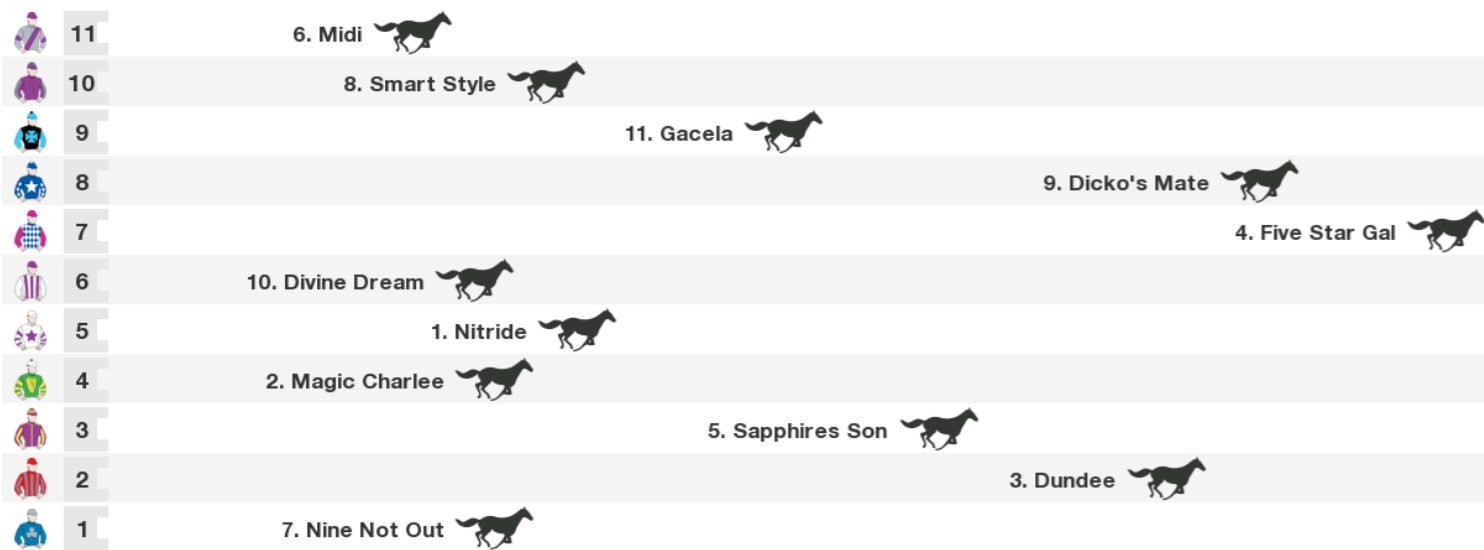 11 6. Midi
10 8. Smart Style
9 11. Gacela
8 9. Dicko's Mate
7 4. Five Star Gal
6 10. Divine Dream
5 1. Nitride
4 2. Magic Charlee
3 5. Sapphires Son
2 3. Dundee
1 7. Nine Not Out